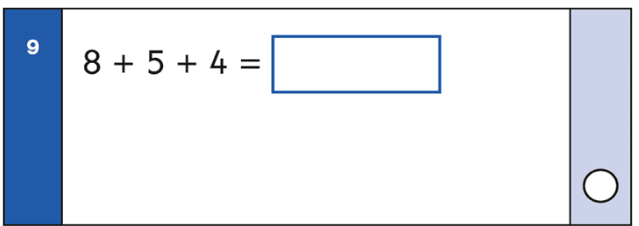 9
8 + 5 + 4 =